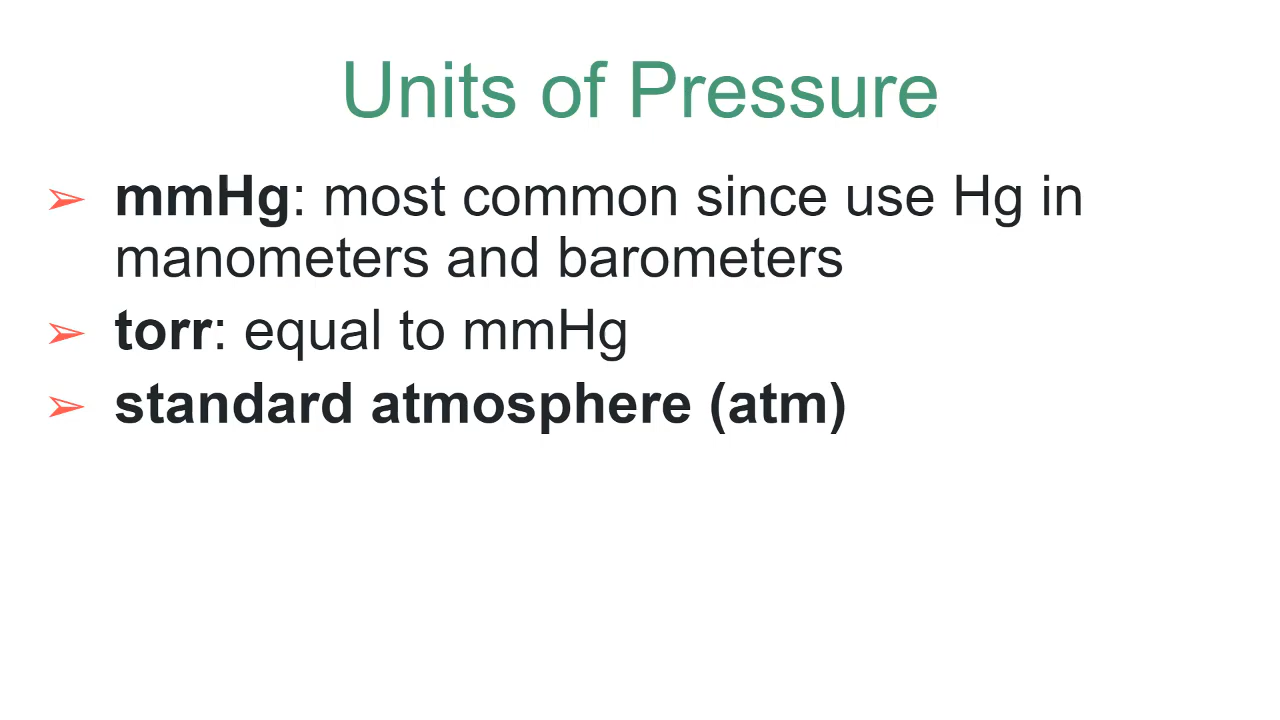 Units of Pressure
➢ mmHg: most common since use Hg in
manometers and barometers
➢ torr: equal to mmHg
➢ standard atmosphere (atm)